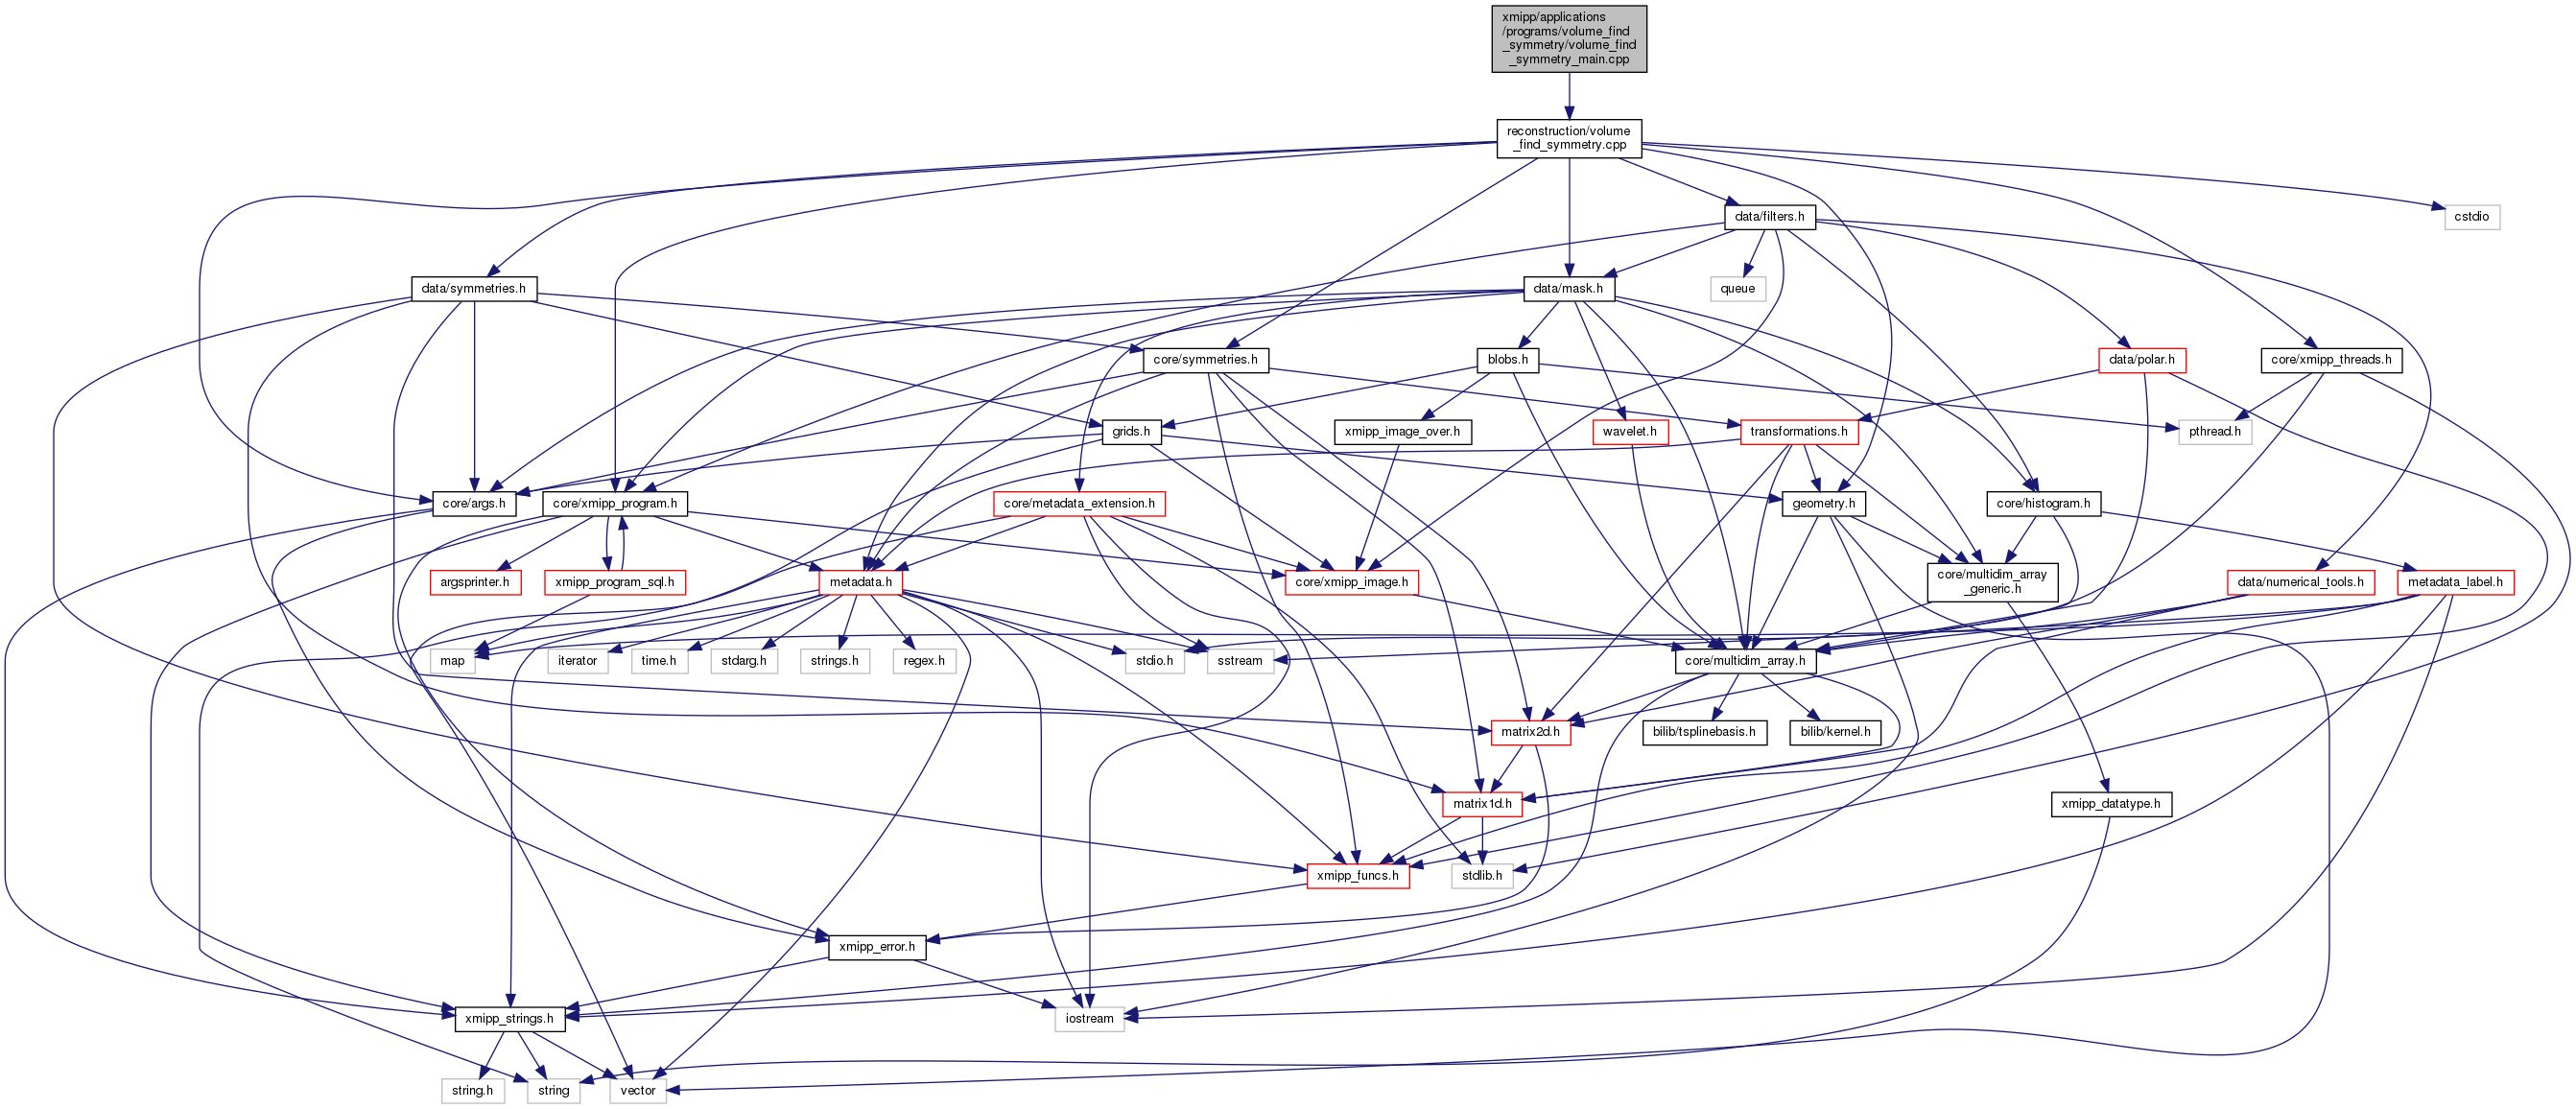 xmipp/applications
/programs/volume_find
_symmetry/volume_find
_symmetry_main.cpp
reconstruction/volume
_find_symmetry.cpp
data/filters.h
cstdio
data/symmetries.h
data/mask.h
queue
core/symmetries.h
blobs.h
data/polar.h
core/xmipp_threads.h
grids.h
xmipp_image_over.h
wavelet.h
transformations.h
pthread.h
core/args.h
core/xmipp_program.h
core/metadata_extension.h
geometry.h
core/histogram.h
argsprinter.h
xmipp_program_sql.h
metadata.h
core/xmipp_image.h
core/multidim_array
_generic.h
data/numerical_tools.h
metadata_label.h
map
iterator
time.h
stdarg.h
strings.h
regex.h
stdio.h
sstream
core/multidim_array.h
matrix2d.h
bilib/tsplinebasis.h
bilib/kernel.h
matrix1d.h
xmipp_datatype.h
xmipp_funcs.h
stdlib.h
xmipp_error.h
xmipp_strings.h
iostream
string.h
string
vector